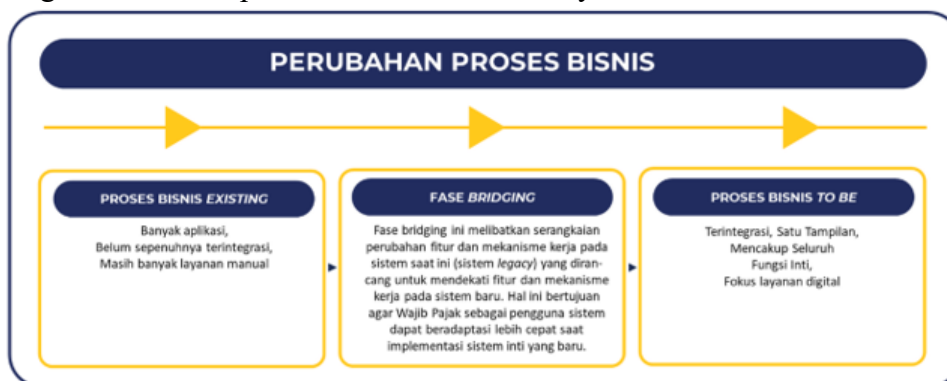 PERUBAHAN PROSES BISNIS
PROSES BISNIS EXISTING
Banyak aplikasi,
Belum sepenuhnya terintegrasi,
Masih banyak layanan manual
FASE BRIDGING
Fase bridging ini melibatkan serangkaian
perubahan fitur dan mekanisme kerja pada
sistem saat ini (sistem legacy) yang diran-
cang untuk mendekati fitur dan mekanisme
kerja pada sistem baru. Hal ini bertujuan
agar Wajib Pajak sebagai pengguna sistem
dapat beradaptasi lebih cepat saat
implementasi sistem inti yang baru.
PROSES BISNIS TO BE
Terintegrasi, Satu Tampilan,
Mencakup Seluruh
Fungsi Inti,
Fokus layanan digital